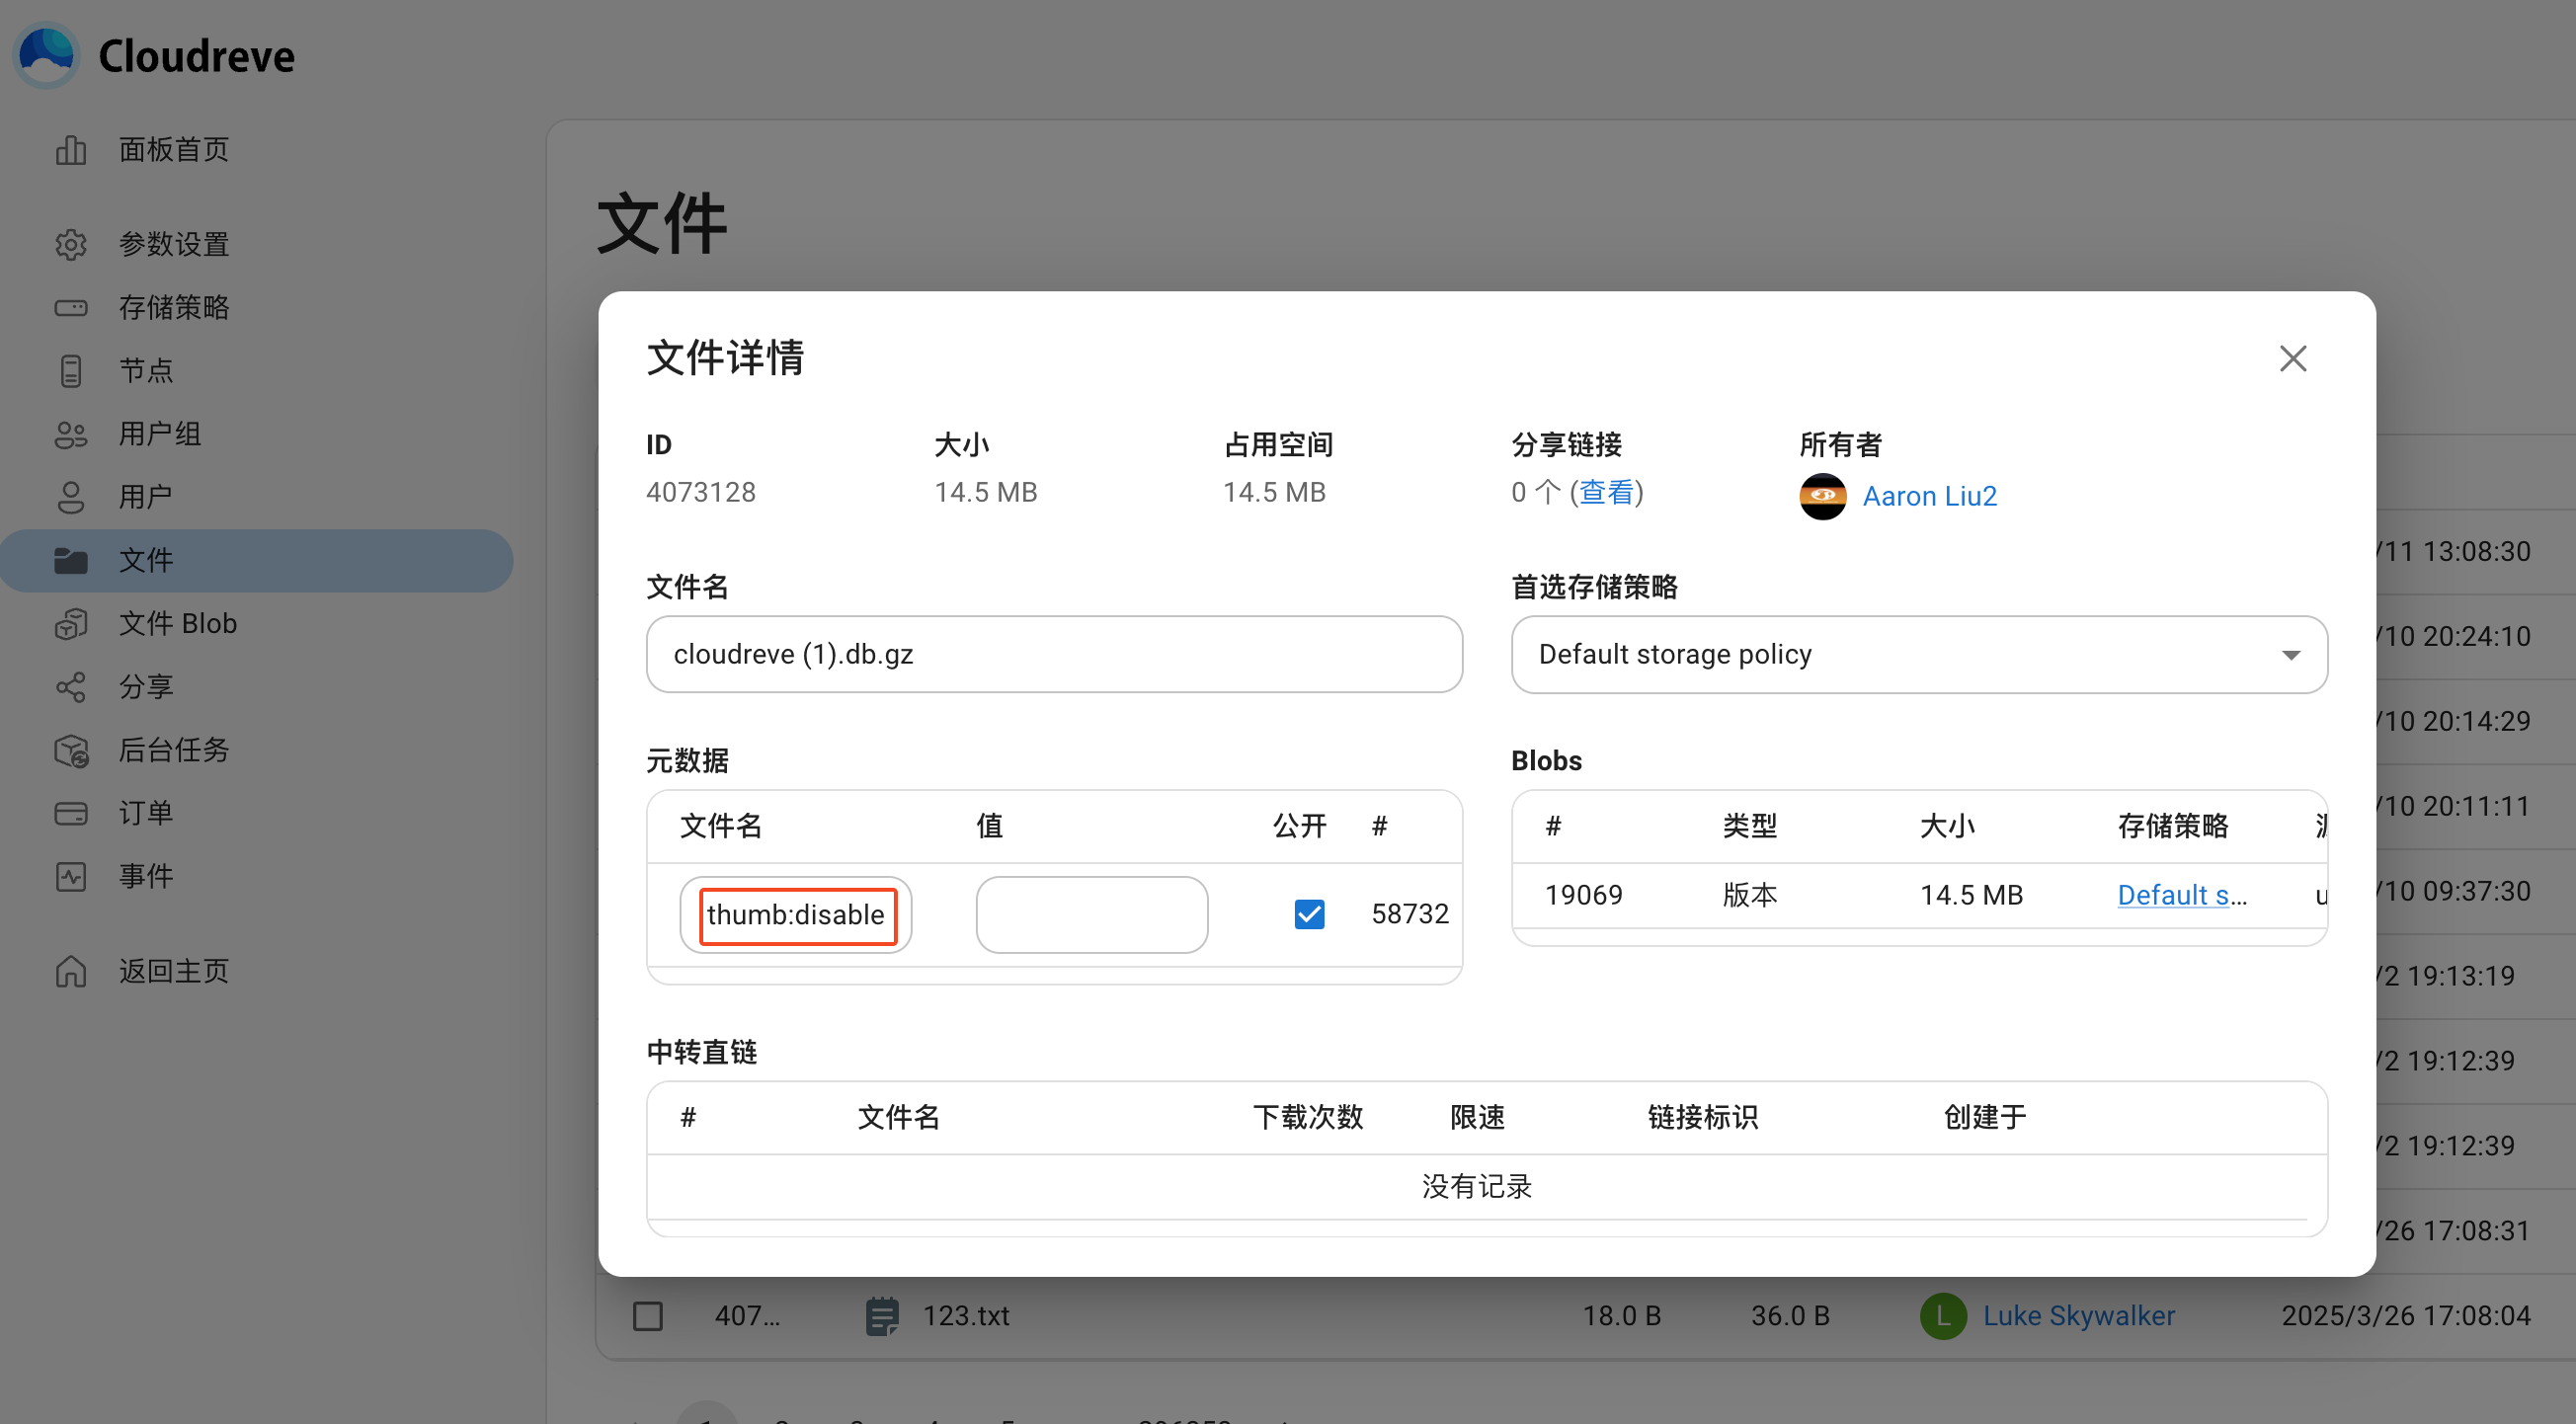 Cloudreve
面板首页
参数设置
存储策略
节点
用户组
用户
文件
文件 Blob
分享
后台任务
订单
事件
返回主页
文件
文件详情
ID 大小 占用空间 分享链接 所有者
4073128 14.5 MB 14.5 MB 0 个 (查看) Aaron Liu2
文件名 首选存储策略
cloudreve (1).db.gz Default storage policy
元数据 Blobs
文件名 值 公开 #
thumb:disable 58732
# 类型 大小 存储策略
19069 版本 14.5 MB Default s...
中转直链
# 文件名 下载次数 限速 链接标识 创建于
没有记录
/11 13:08:30
/10 20:24:10
/10 20:14:29
/10 20:11:11
/10 09:37:30
/2 19:13:19
/2 19:12:39
/2 19:12:39
/26 17:08:31
407... 123.txt 18.0 B 36.0 B L Luke Skywalker 2025/3/26 17:08:04